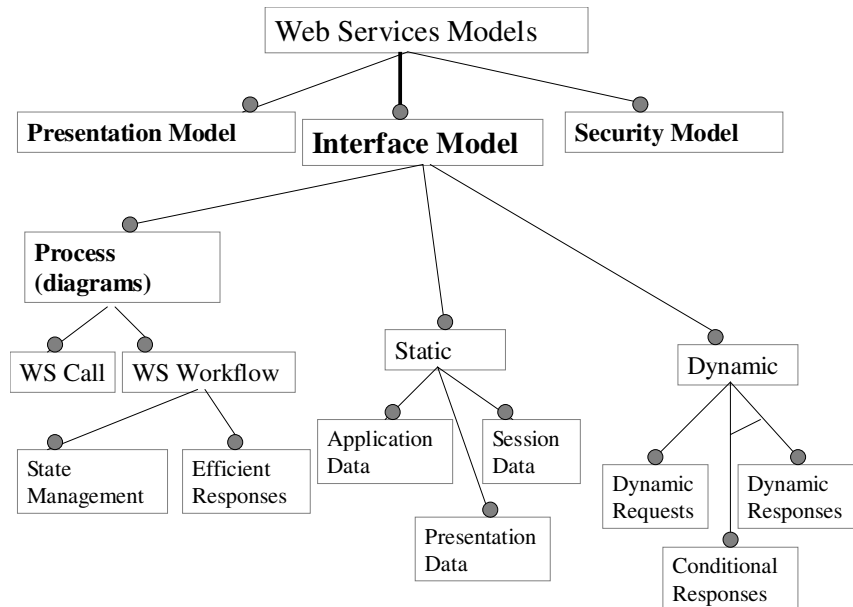 Web Services Models
Presentation Model
Interface Model
Security Model
Process
(diagrams)
WS Call
WS Workflow
State
Management
Efficient
Responses
Static
Application
Data
Session
Data
Presentation
Data
Dynamic
Dynamic
Requests
Dynamic
Responses
Conditional
Responses